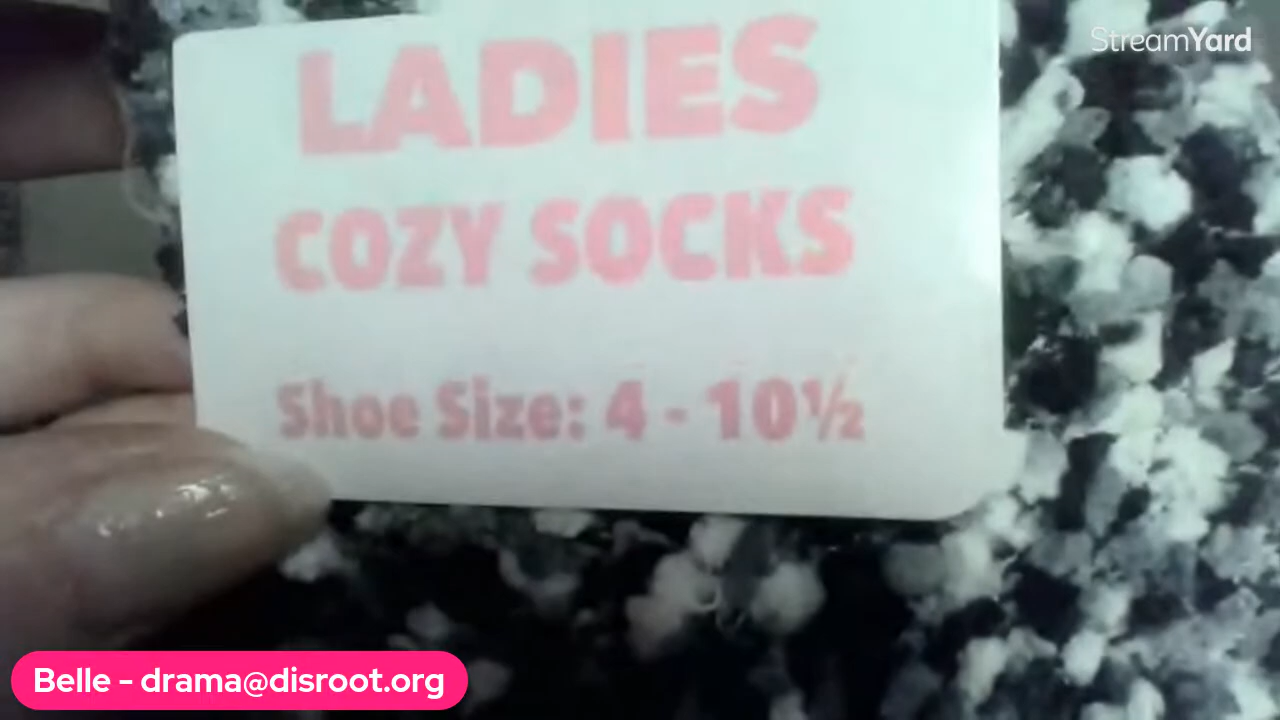 StreamYard
LADIES
COZY SOCKS
Shoe Size: 4 - 10½
Belle - drama@disroot.org